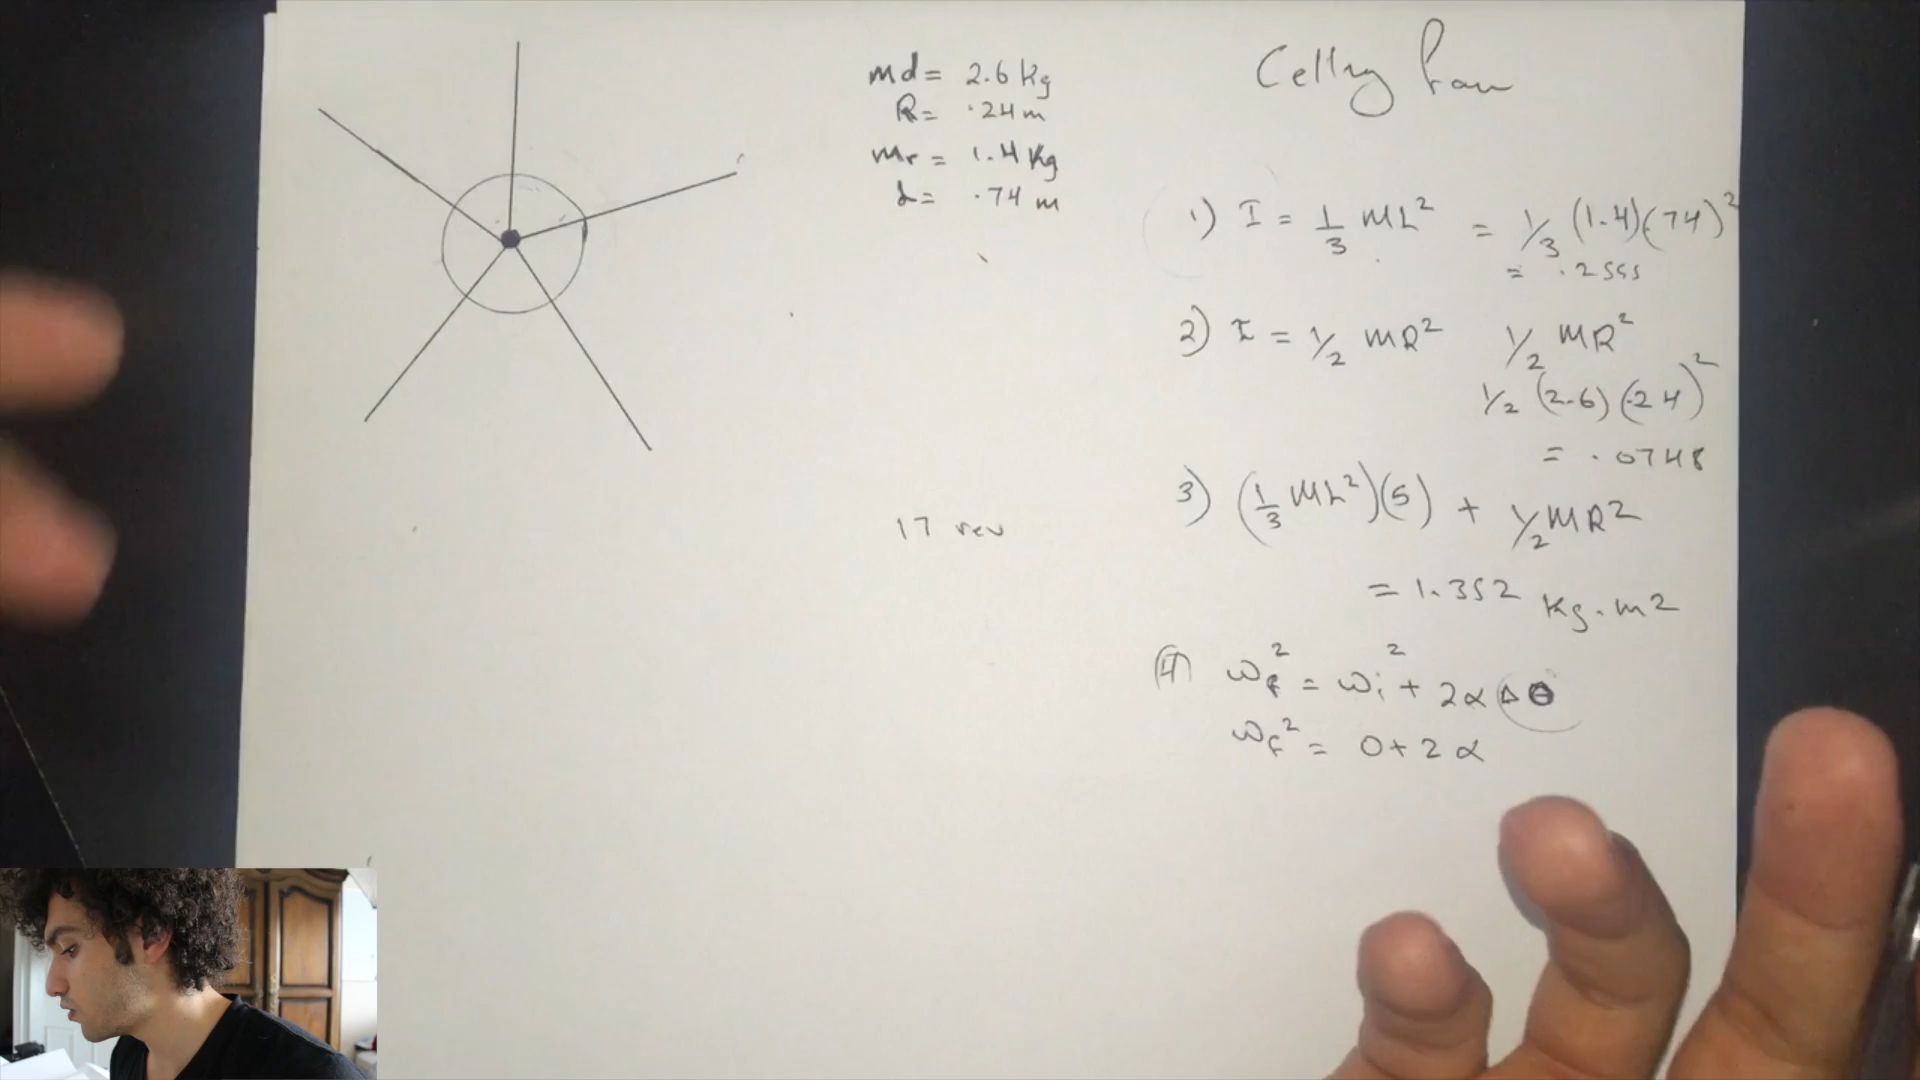 Celling fan
md = 2.6 kg
R = .24 m
mr = 1.4 kg
L = .74 m
1) I = 1/3 ML² = 1/3 (1.4)(.74)²
= .2555
2) I = 1/2 MR² 1/2 MR²
1/2 (2.6) (.24)²
= .0748
3) (1/3 ML²)(5) + 1/2 MR²
17 rev
= 1.352 kg.m2
4) ωf² = ωi² + 2α Δθ
ωf² = 0 + 2α